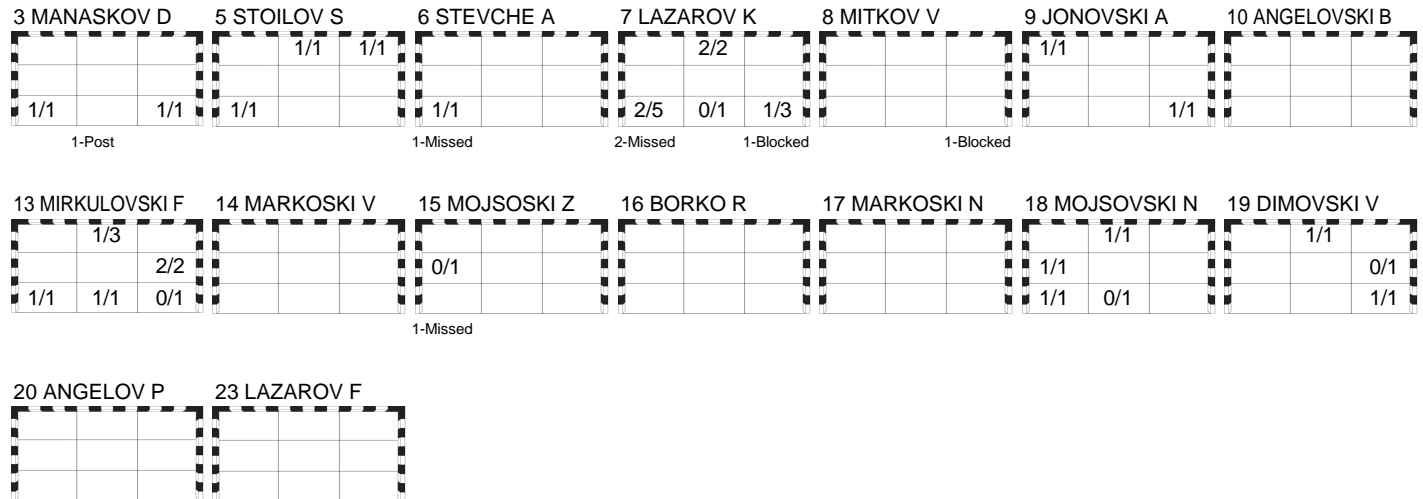 3 MANASKOV D 5 STOILOV S 6 STEVCHE A 7 LAZAROV K 8 MITKOV V 9 JONOVSKI A 10 ANGELOVSKI B
1/1 1/1 2/2 1/1
1/1 1/1 1/1 1/1 2/5 0/1 1/3 1/1
1-Post 1-Missed 2-Missed 1-Blocked 1-Blocked
13 MIRKULOVSKI F 14 MARKOSKI V 15 MOJSOSKI Z 16 BORKO R 17 MARKOSKI N 18 MOJSOVSKI N 19 DIMOVSKI V
1/3 1/1 1/1
2/2 0/1 1/1 0/1
1/1 1/1 0/1 1/1 0/1 1/1
1-Missed
20 ANGELOV P 23 LAZAROV F